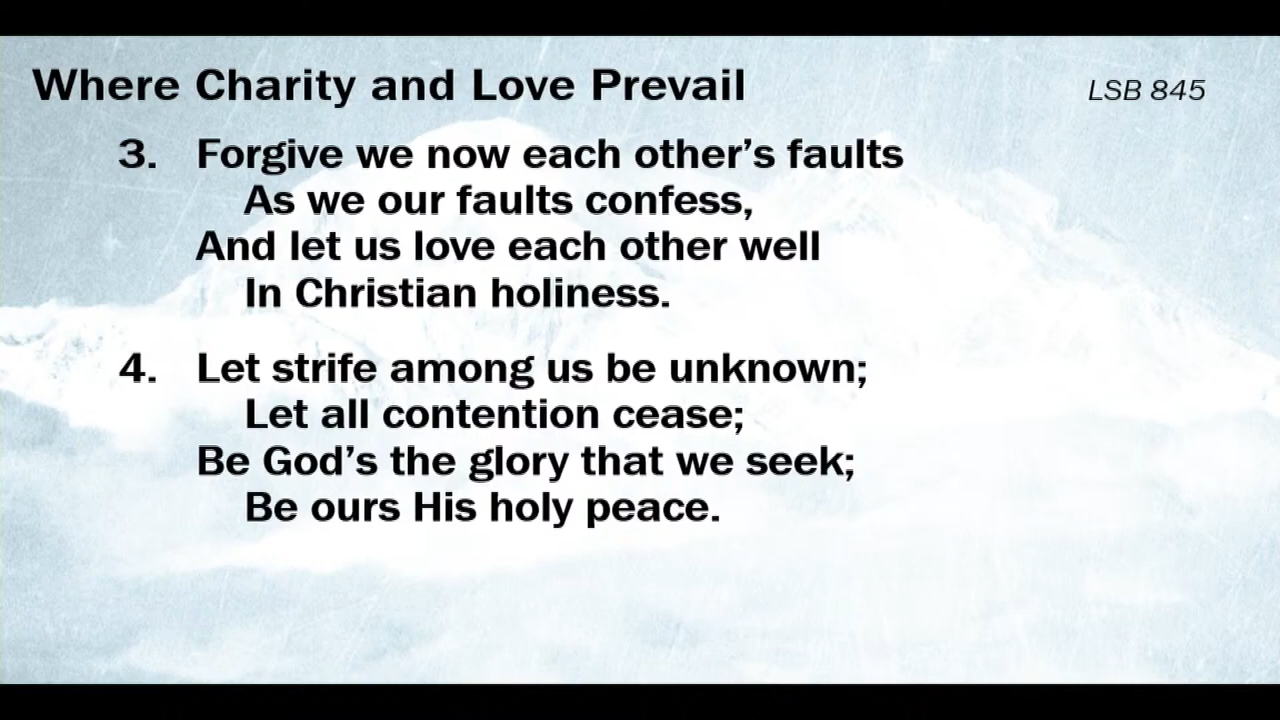 Where Charity and Love Prevail
LSB 845
3. Forgive we now each other’s faults
As we our faults confess,
And let us love each other well
In Christian holiness.
4. Let strife among us be unknown;
Let all contention cease;
Be God’s the glory that we seek;
Be ours His holy peace.